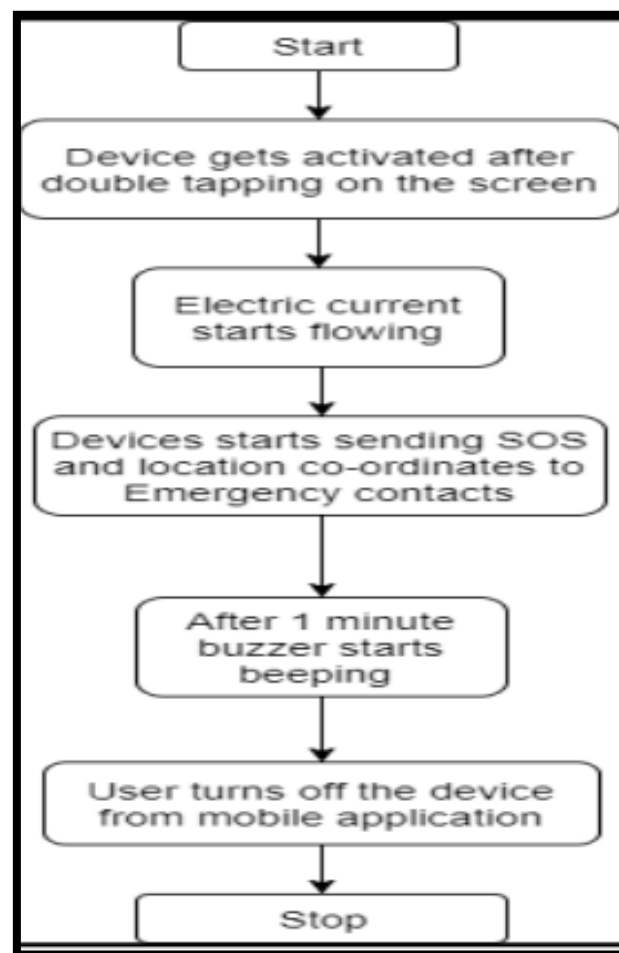 Start
Device gets activated after
double tapping on the screen
Electric current
starts flowing
Devices starts sending SOS
and location co-ordinates to
Emergency contacts
After 1 minute
buzzer starts
beeping
User turns off the device
from mobile application
Stop